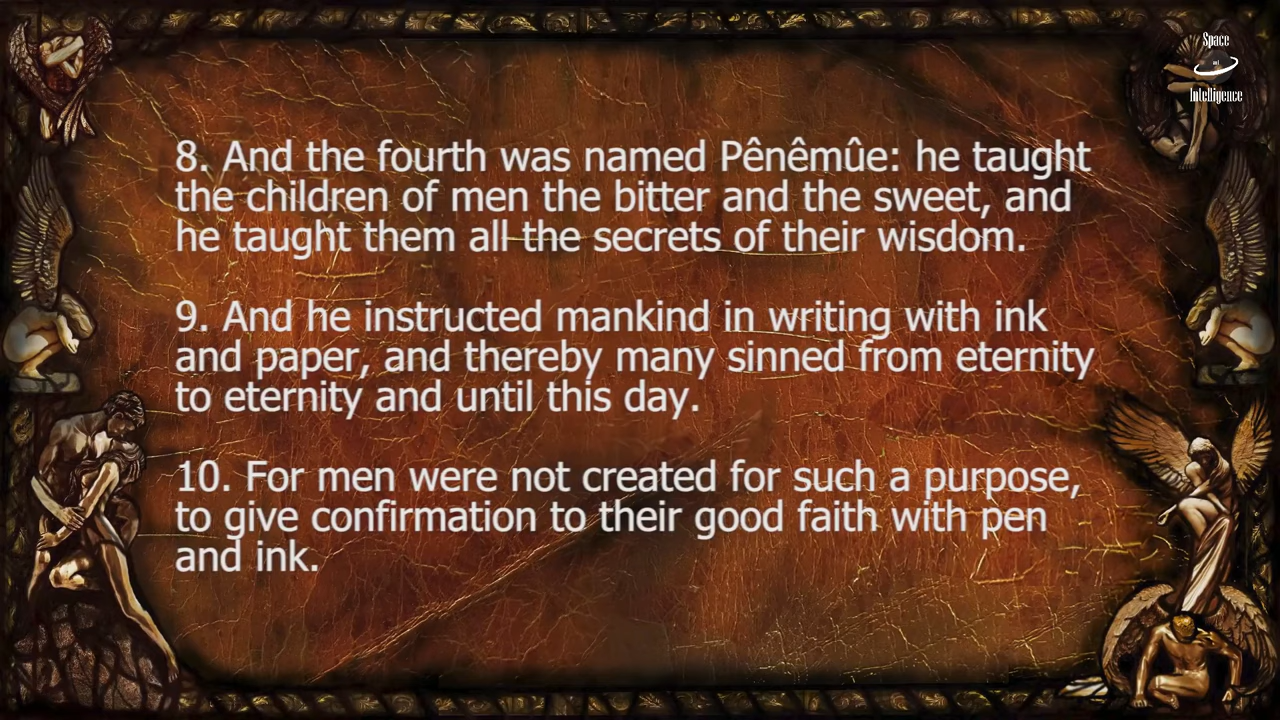 Space
and
Intelligence
8. And the fourth was named Pênêmûe: he taught
the children of men the bitter and the sweet, and
he taught them all the secrets of their wisdom.
9. And he instructed mankind in writing with ink
and paper, and thereby many sinned from eternity
to eternity and until this day.
10. For men were not created for such a purpose,
to give confirmation to their good faith with pen
and ink.